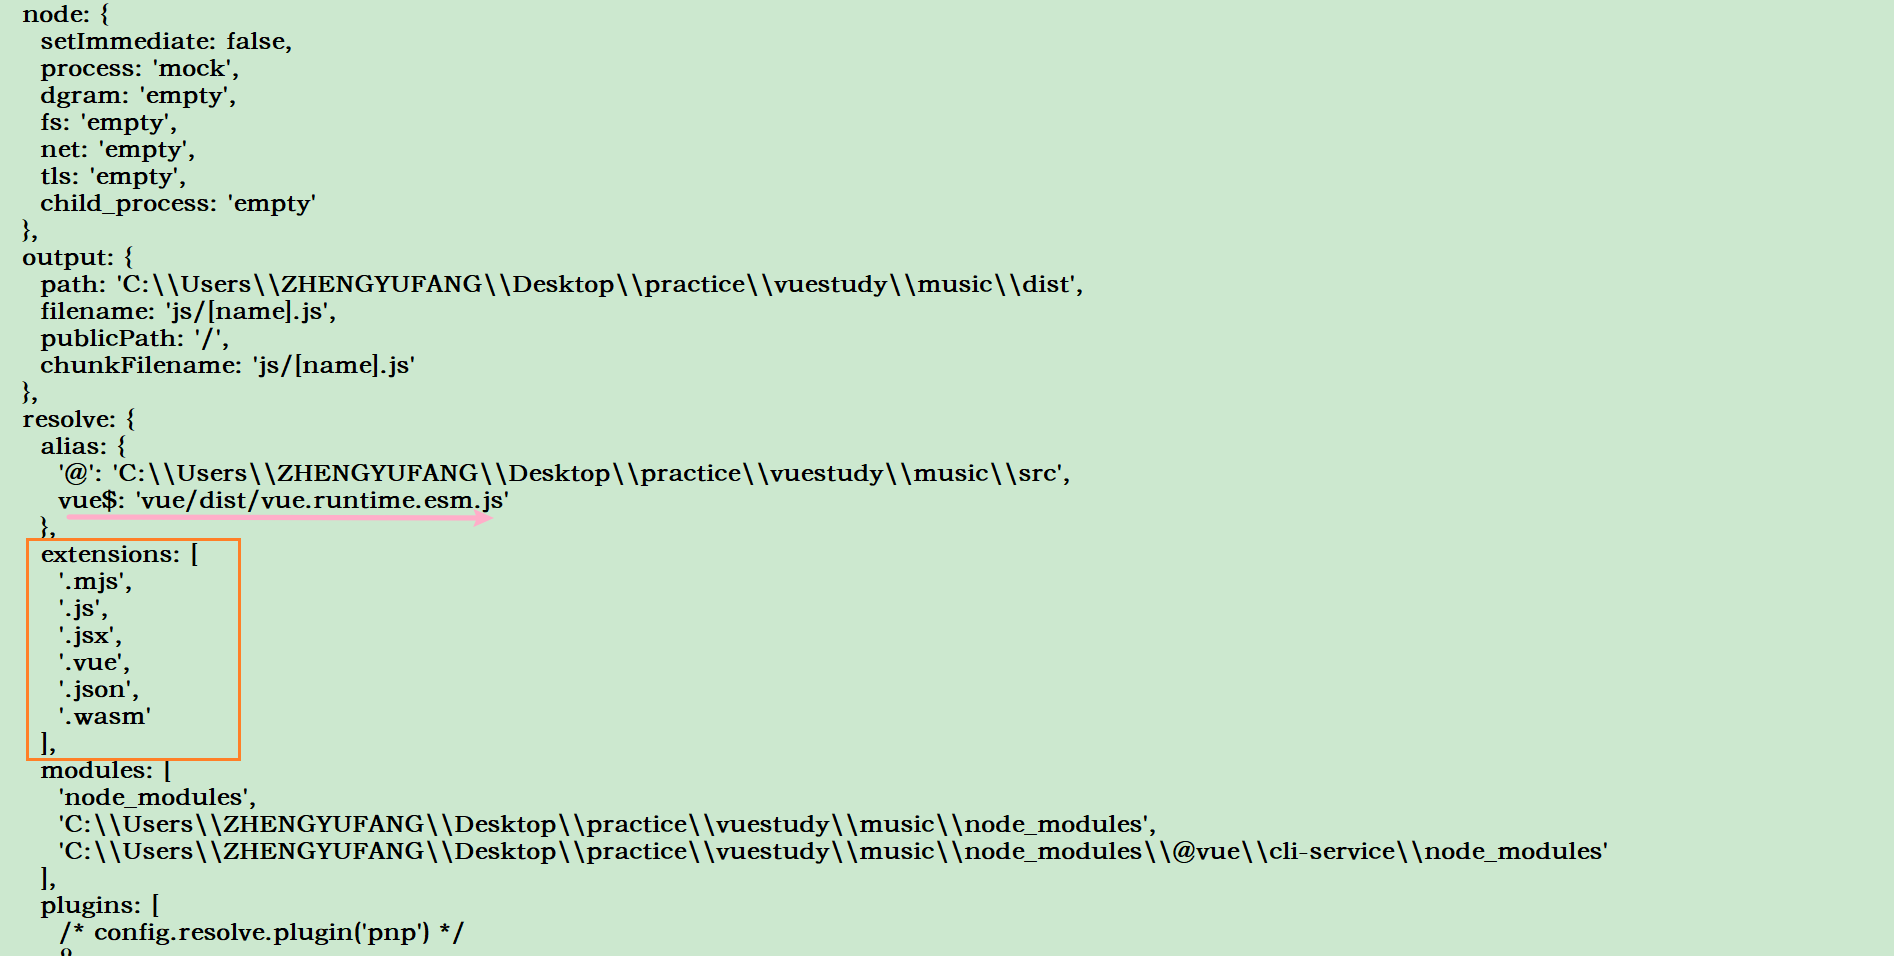 node: {
setImmediate: false,
process: 'mock',
dgram: 'empty',
fs: 'empty',
net: 'empty',
tls: 'empty',
child_process: 'empty'
},
output: {
path: 'C:\\Users\\ZHENGYUFANG\\Desktop\\practice\\vuestudy\\music\\dist',
filename: 'js/[name].js',
publicPath: '/',
chunkFilename: 'js/[name].js'
},
resolve: {
alias: {
'@': 'C:\\Users\\ZHENGYUFANG\\Desktop\\practice\\vuestudy\\music\\src',
vue$: 'vue/dist/vue.runtime.esm.js'
},
extensions: [
'.mjs',
'.js',
'.jsx',
'.vue',
'.json',
'.wasm'
],
modules: [
'node_modules',
'C:\\Users\\ZHENGYUFANG\\Desktop\\practice\\vuestudy\\music\\node_modules',
'C:\\Users\\ZHENGYUFANG\\Desktop\\practice\\vuestudy\\music\\node_modules\\@vue\\cli-service\\node_modules'
],
plugins: [
/* config.resolve.plugin('pnp') */